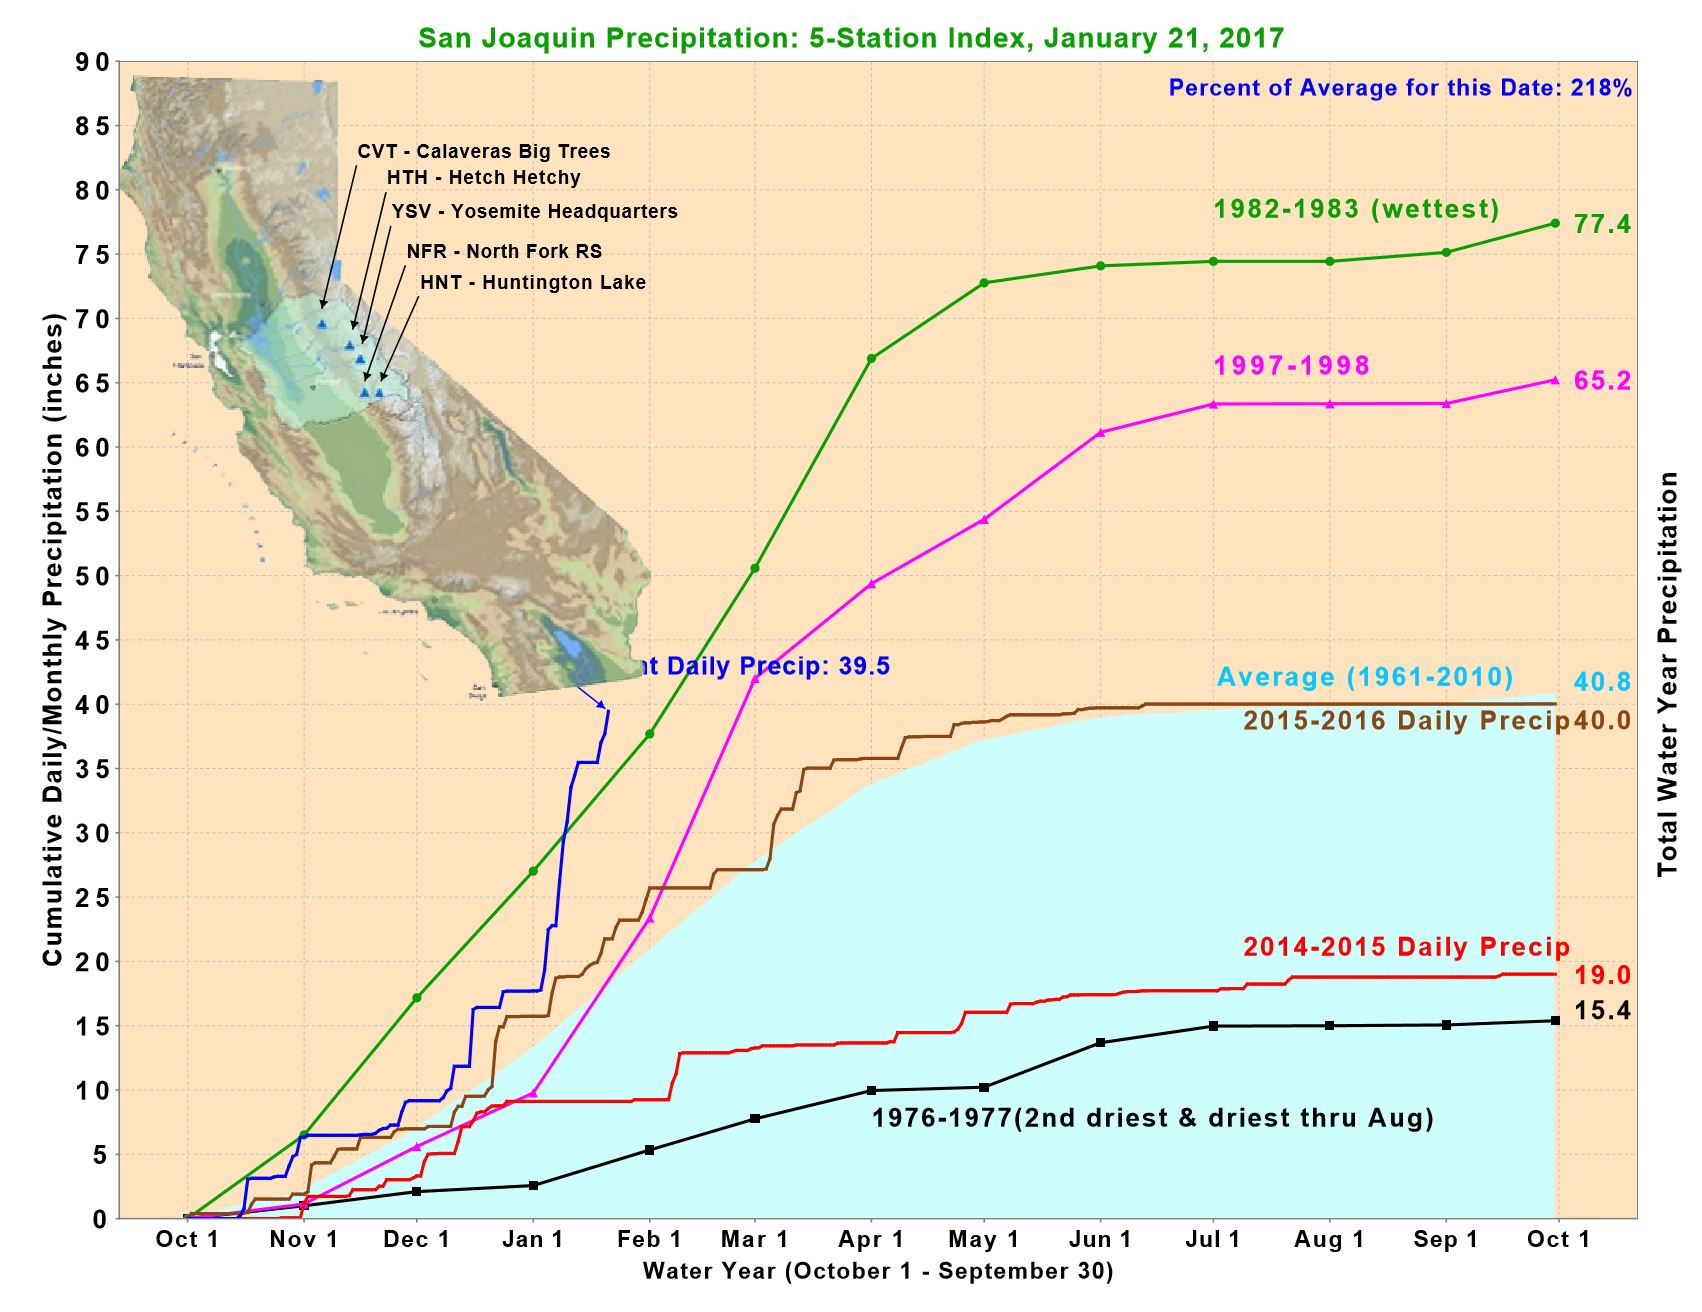 San Joaquin Precipitation: 5-Station Index, January 21, 2017
Percent of Average for this Date: 218%
90
85
80
75
70
65
60
55
50
45
40
35
30
25
20
15
10
5
0
Cumulative Daily/Monthly Precipitation (inches)
CVT - Calaveras Big Trees
HTH - Hetch Hetchy
YSV - Yosemite Headquarters
NFR - North Fork RS
HNT - Huntington Lake
1982-1983 (wettest)
77.4
1997-1998
65.2
nt Daily Precip: 39.5
Average (1961-2010)
40.8
2015-2016 Daily Precip
40.0
2014-2015 Daily Precip
19.0
15.4
1976-1977(2nd driest & driest thru Aug)
Total Water Year Precipitation
Oct 1 Nov 1 Dec 1 Jan 1 Feb 1 Mar 1 Apr 1 May 1 Jun 1 Jul 1 Aug 1 Sep 1 Oct 1
Water Year (October 1 - September 30)